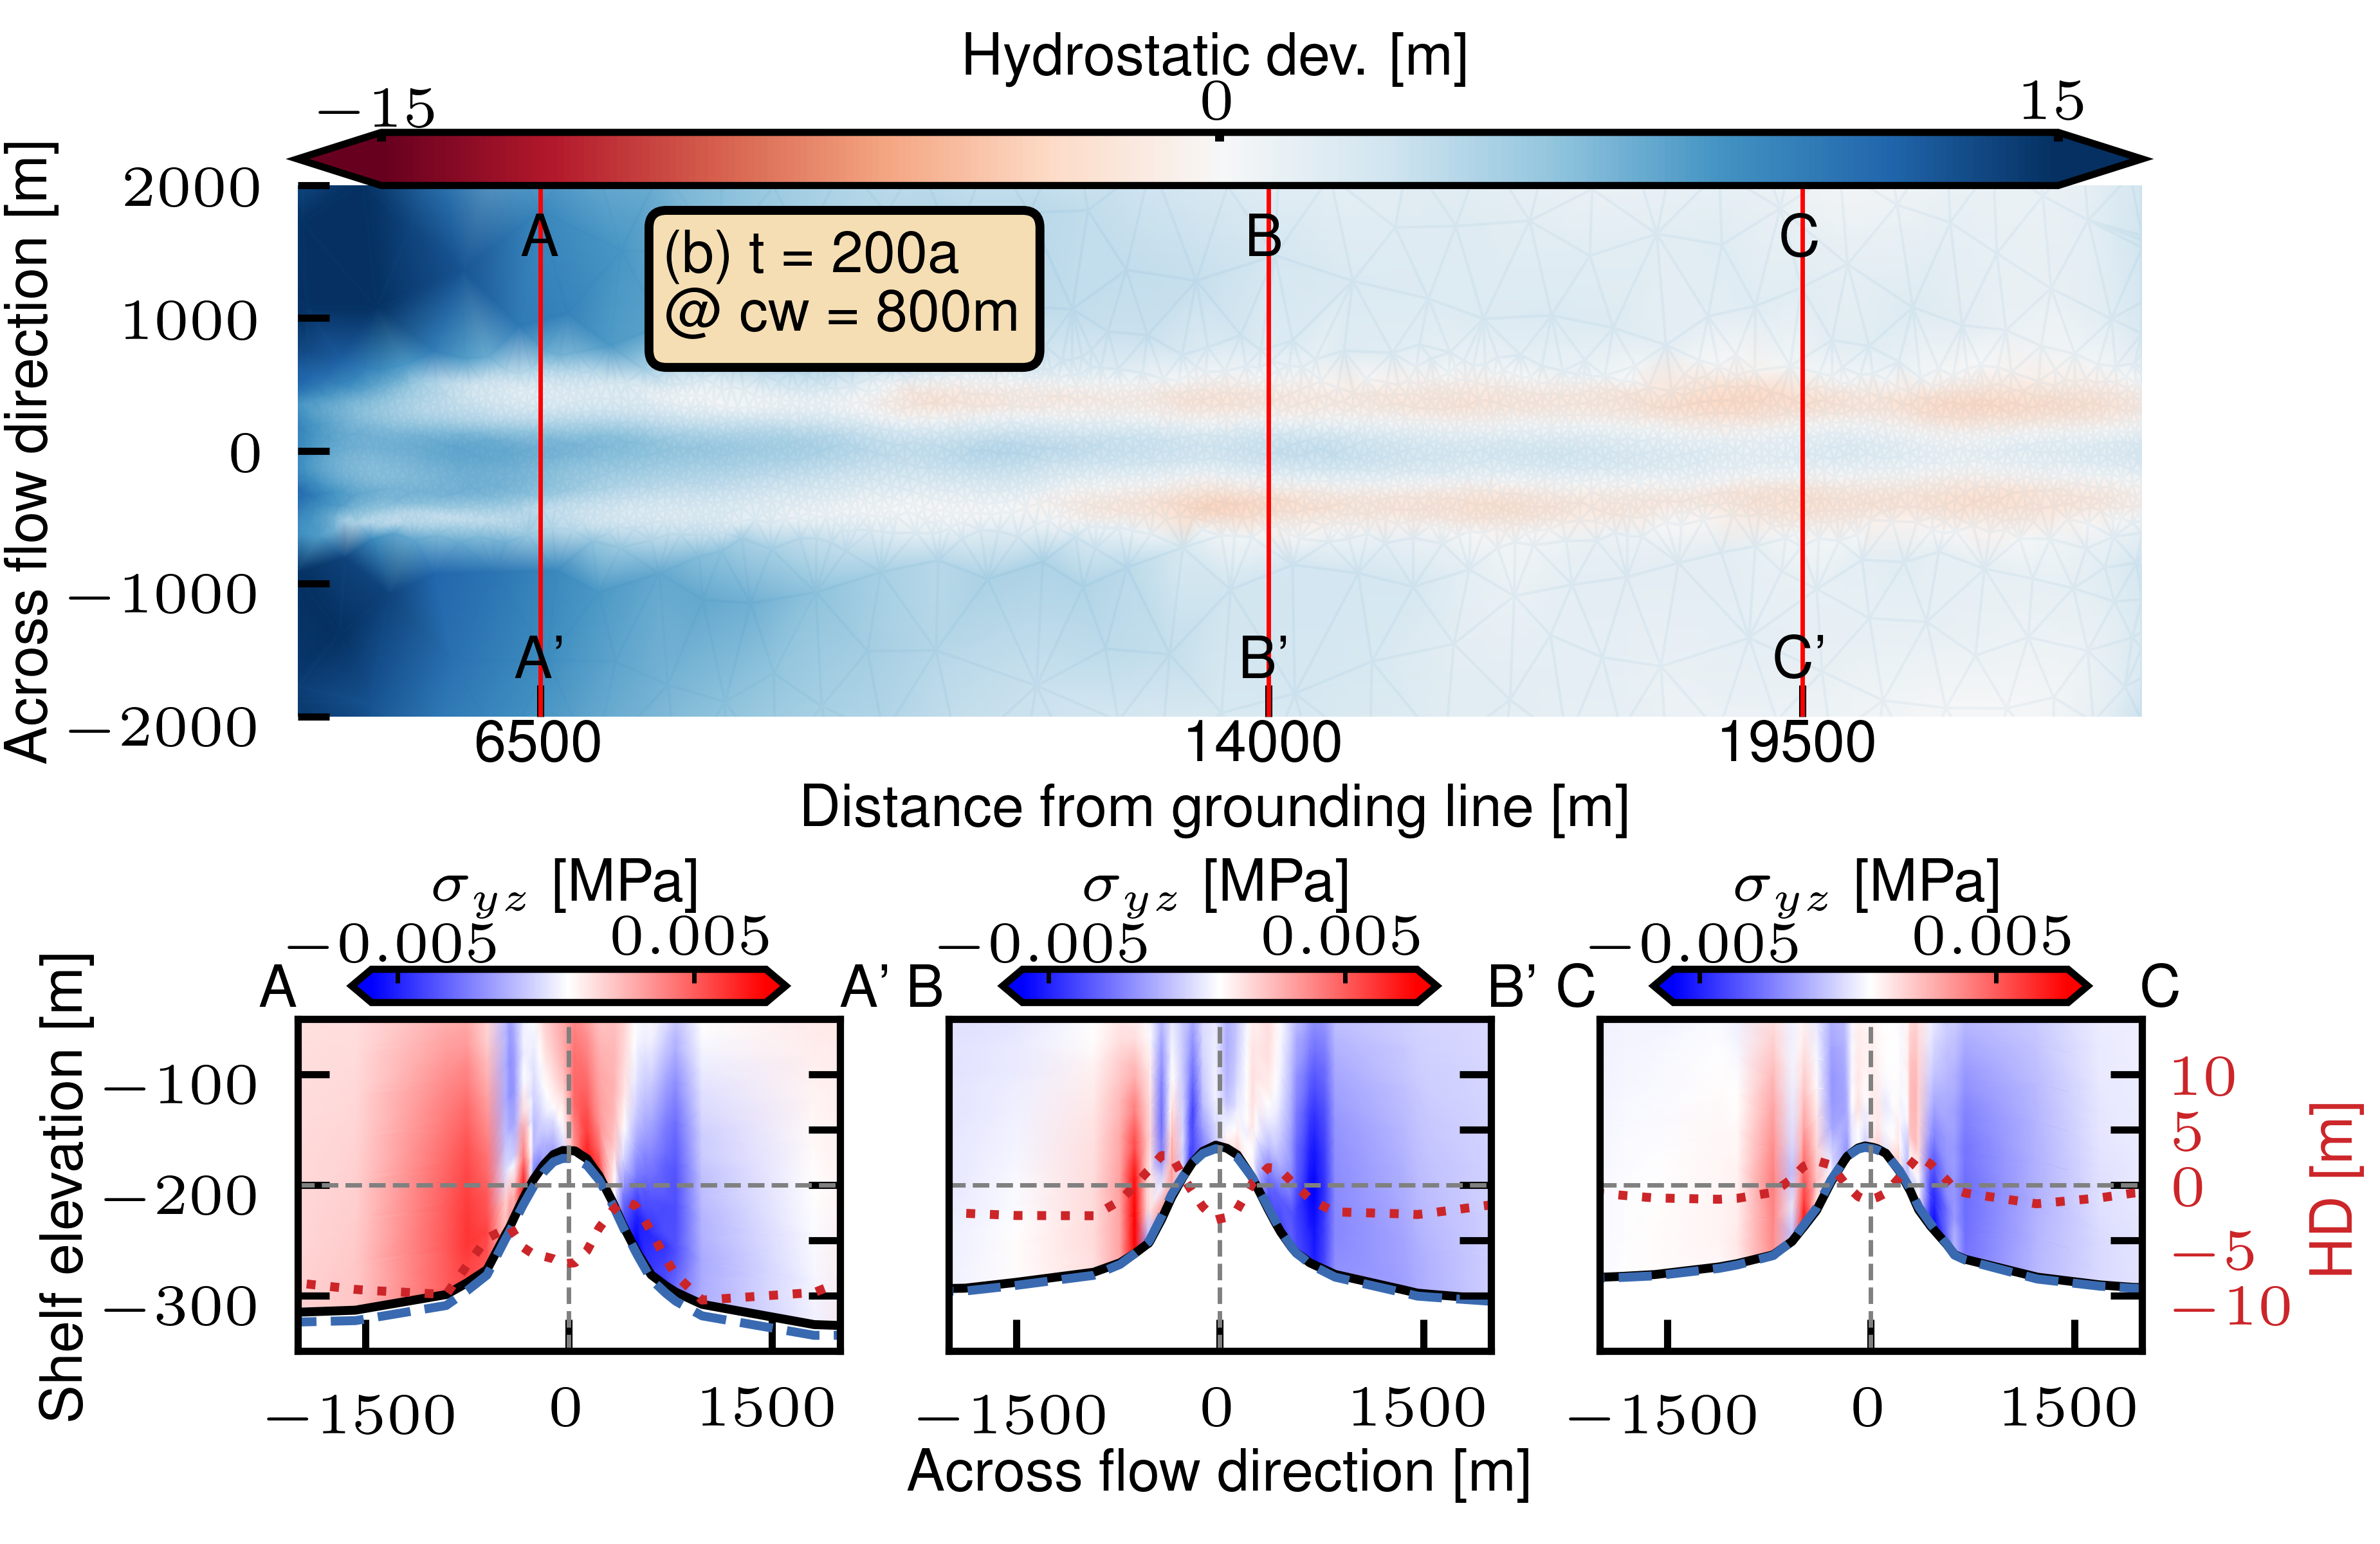 Hydrostatic dev. [m]
−15 0 15
Across flow direction [m]
2000
1000
0
−1000
−2000
A B C
(b) t = 200a
@ cw = 800m
A' B' C'
6500 14000 19500
Distance from grounding line [m]
σyz [MPa] σyz [MPa] σyz [MPa]
−0.005 0.005 −0.005 0.005 −0.005 0.005
A A' B B' C C
Shelf elevation [m]
−100
−200
−300
10
5
0
−5
−10
HD [m]
−1500 0 1500 −1500 0 1500 −1500 0 1500
Across flow direction [m]